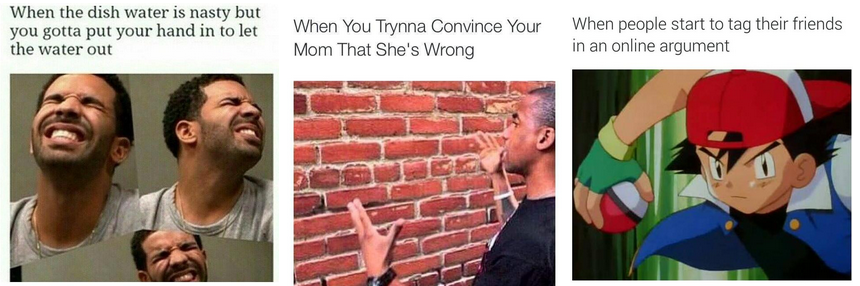 When the dish water is nasty but
you gotta put your hand in to let
the water out
When You Trynna Convince Your
Mom That She's Wrong
When people start to tag their friends
in an online argument